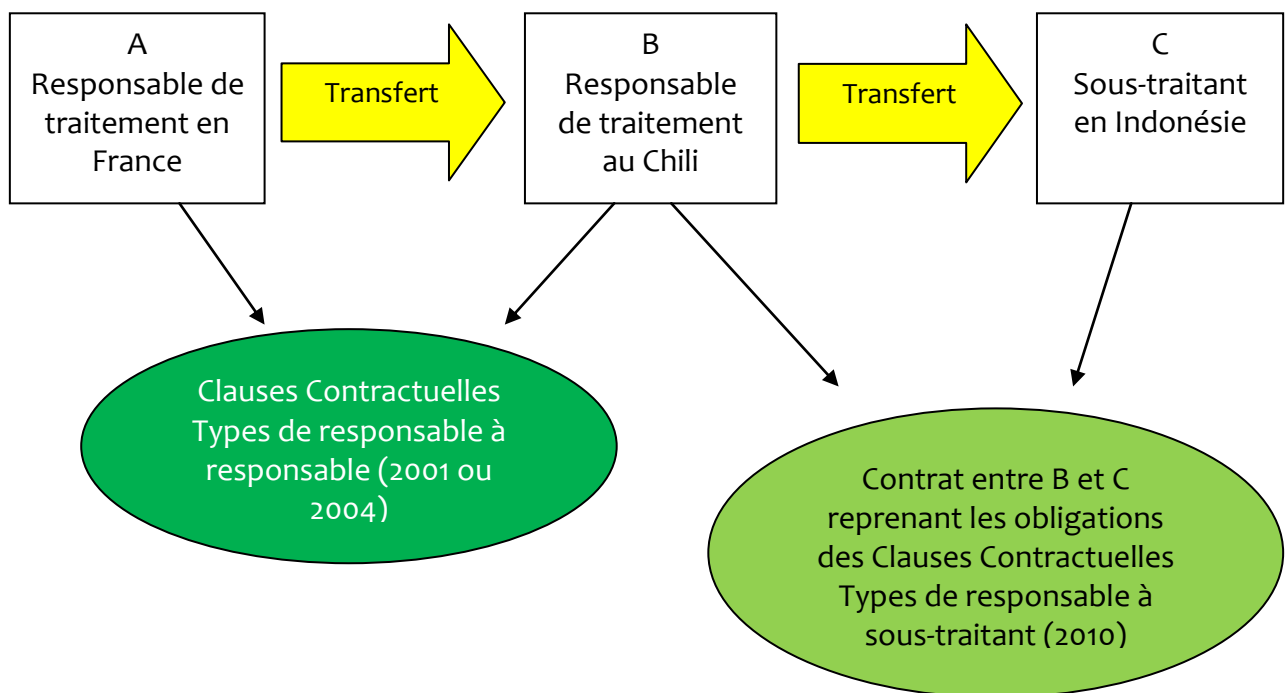 A
Responsable de
traitement en
France
Transfert
B
Responsable
de traitement
au Chili
Transfert
C
Sous-traitant
en Indonésie
Clauses Contractuelles
Types de responsable à
responsable (2001 ou
2004)
Contrat entre B et C
reprenant les obligations
des Clauses Contractuelles
Types de responsable à
sous-traitant (2010)